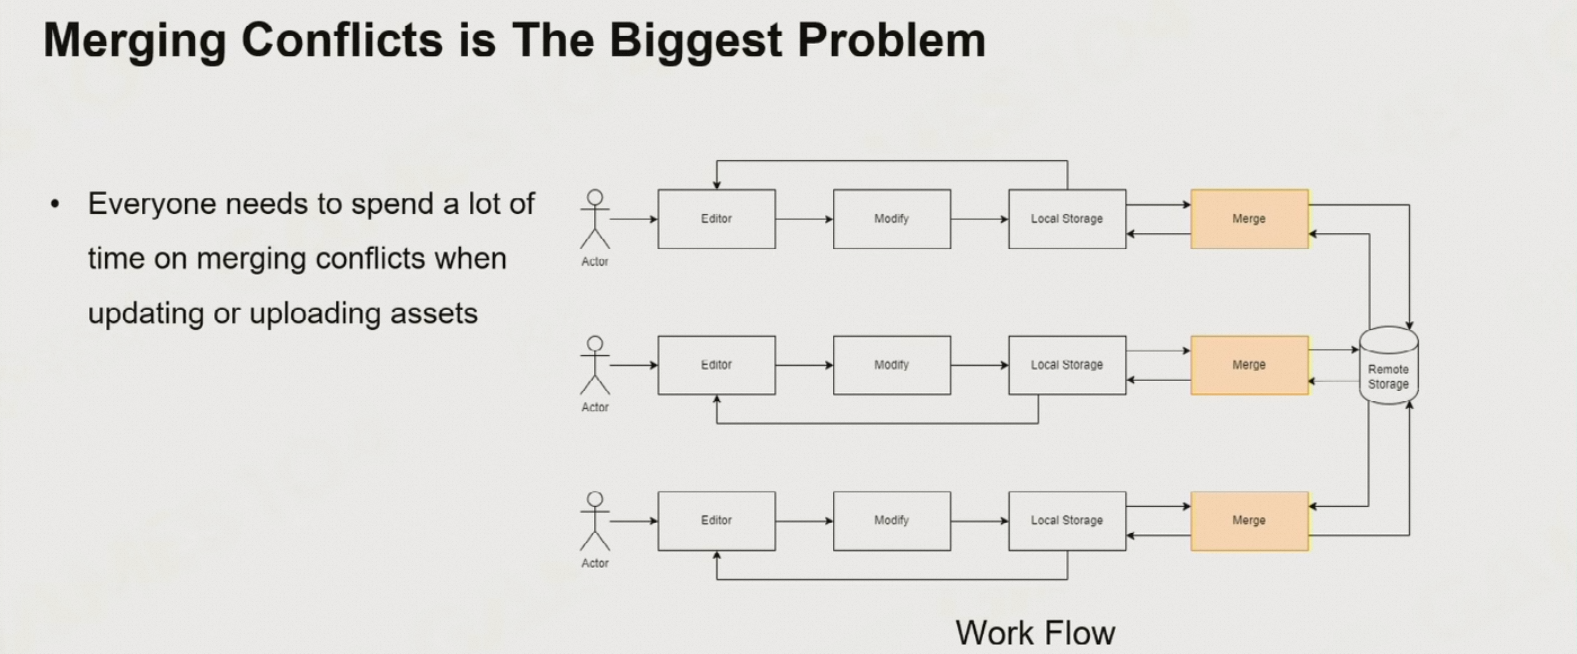 Merging Conflicts is The Biggest Problem
• Everyone needs to spend a lot of
time on merging conflicts when
updating or uploading assets
Actor
Editor
Modify
Local Storage
Merge
Actor
Editor
Modify
Local Storage
Merge
Remote
Storage
Actor
Editor
Modify
Local Storage
Merge
Work Flow